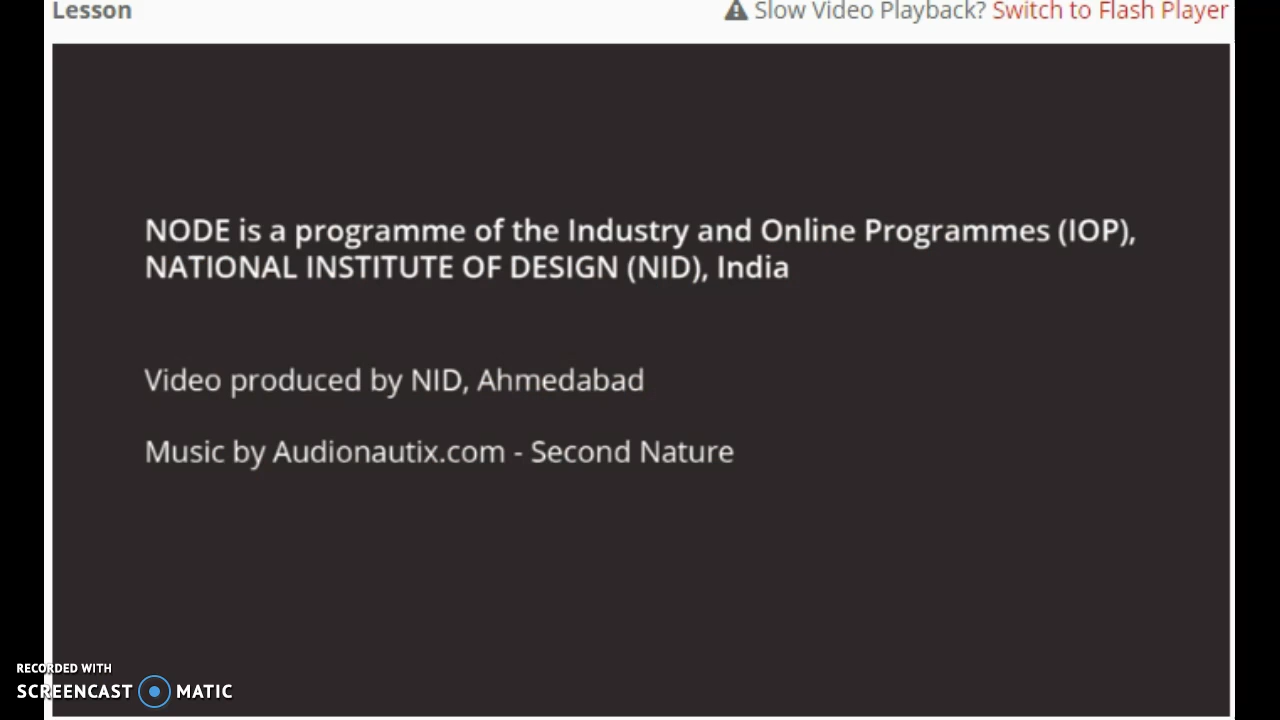 Lesson
Slow Video Playback? Switch to Flash Player
NODE is a programme of the Industry and Online Programmes (IOP),
NATIONAL INSTITUTE OF DESIGN (NID), India
Video produced by NID, Ahmedabad
Music by Audionautix.com - Second Nature
RECORDED WITH
SCREENCAST MATIC